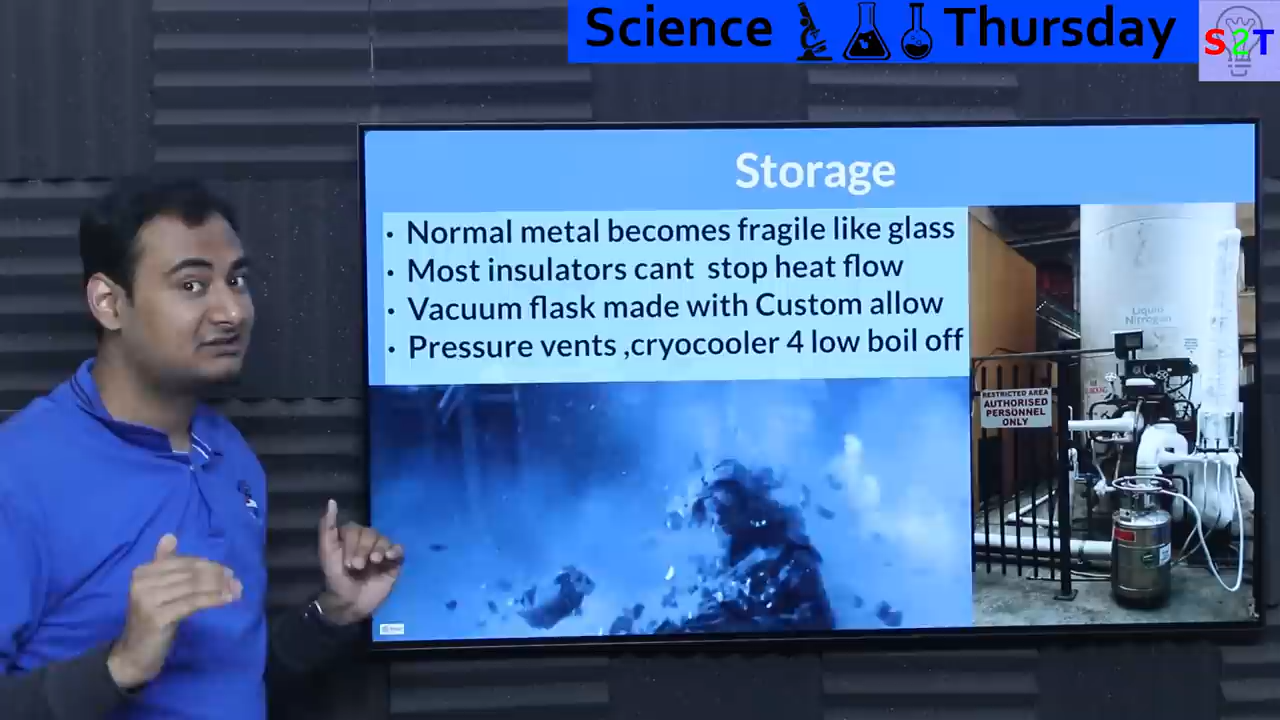 Science Thursday
S2T
Storage
• Normal metal becomes fragile like glass
• Most insulators cant stop heat flow
• Vacuum flask made with Custom allow
• Pressure vents ,cryocooler 4 low boil off
Liquid
Nitrogen
RESTRICTED AREA
AUTHORISED
PERSONNEL
ONLY